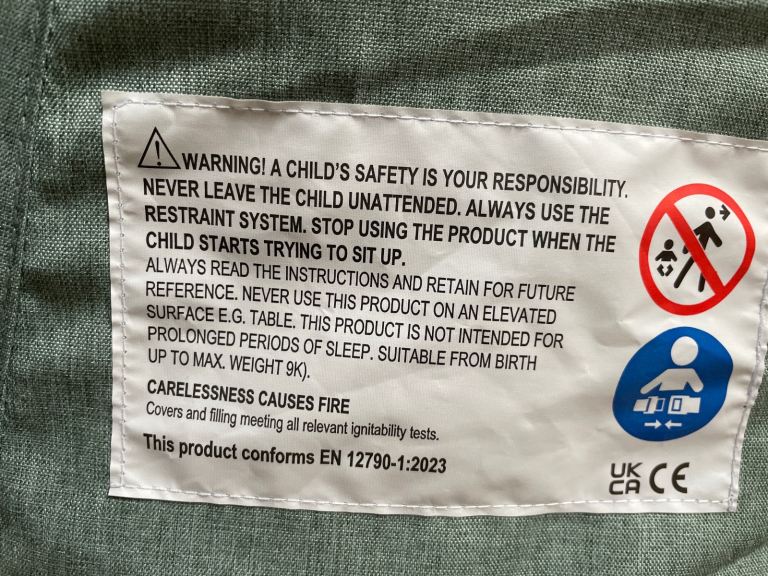 WARNING! A CHILD'S SAFETY IS YOUR RESPONSIBILITY.
NEVER LEAVE THE CHILD UNATTENDED. ALWAYS USE THE
RESTRAINT SYSTEM. STOP USING THE PRODUCT WHEN THE
CHILD STARTS TRYING TO SIT UP.
ALWAYS READ THE INSTRUCTIONS AND RETAIN FOR FUTURE
REFERENCE. NEVER USE THIS PRODUCT ON AN ELEVATED
SURFACE E.G. TABLE. THIS PRODUCT IS NOT INTENDED FOR
PROLONGED PERIODS OF SLEEP. SUITABLE FROM BIRTH
UP TO MAX. WEIGHT 9K).
CARELESSNESS CAUSES FIRE
Covers and filling meeting all relevant ignitability tests.
This product conforms EN 12790-1:2023
UK
CA CE